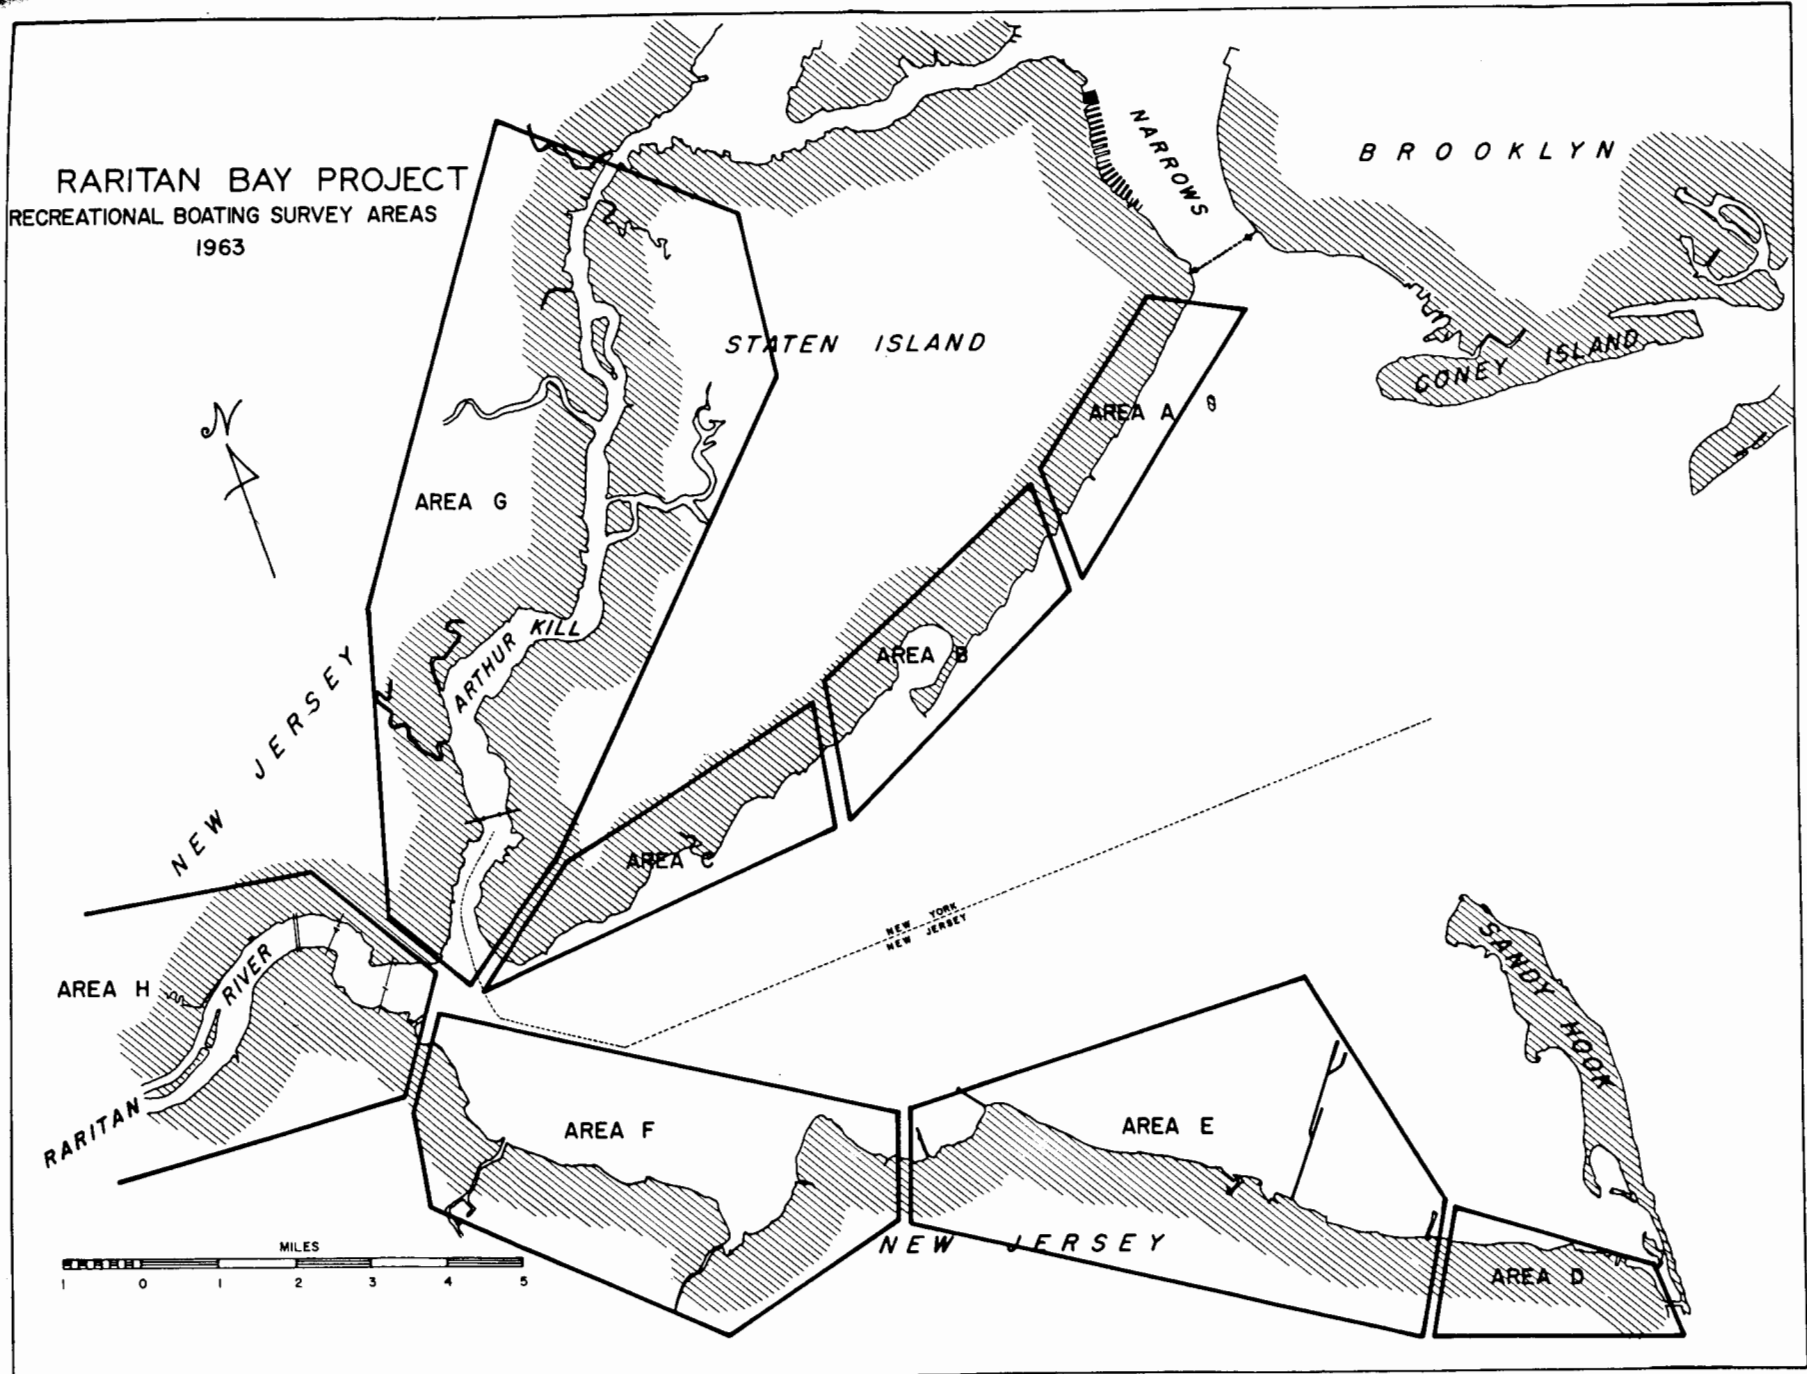 RARITAN BAY PROJECT
RECREATIONAL BOATING SURVEY AREAS
1963
NARROWS
BROOKLYN
STATEN ISLAND
CONEY ISLAND
N
AREA A
AREA G
AREA B
ARTHUR KILL
NEW JERSEY
AREA C
NEW YORK
NEW JERSEY
SANDY HOOK
AREA H
RARITAN RIVER
AREA F
AREA E
NEW JERSEY
AREA D
MILES
1 0 1 2 3 4 5